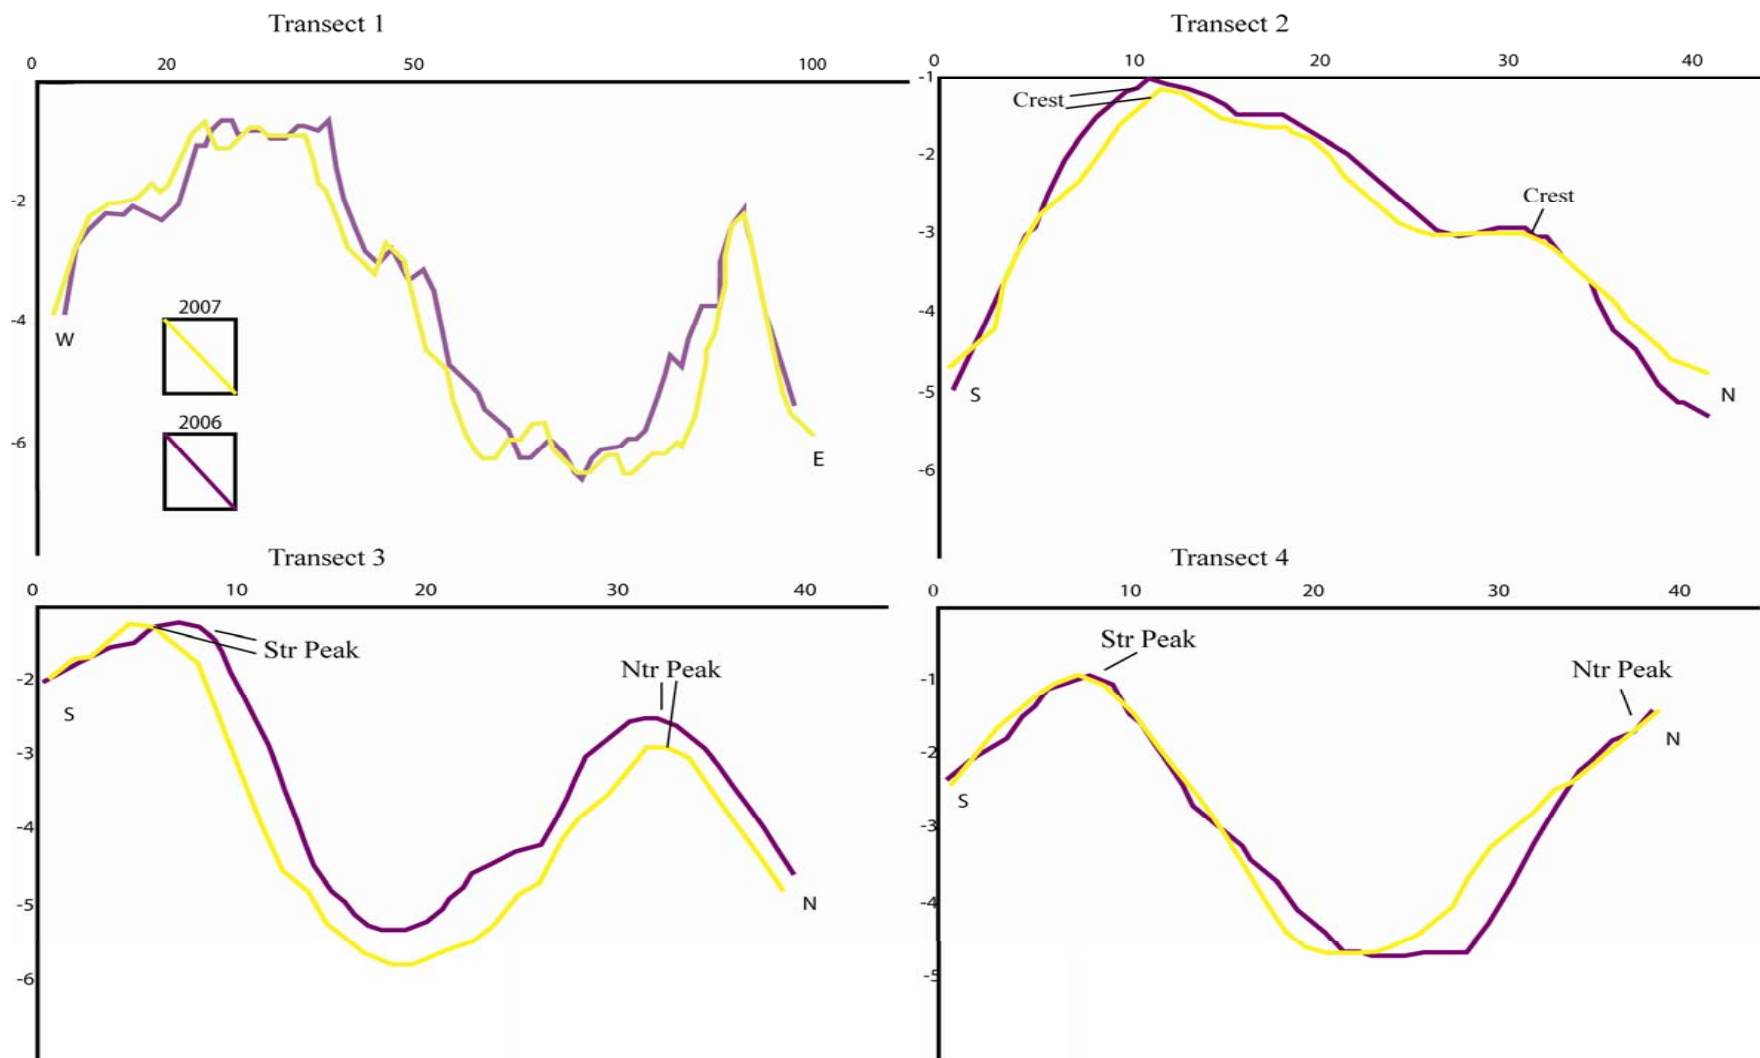 Transect 1
0 20 50 100
-2
-4
-6
W
E
2007
2006
Transect 2
0 10 20 30 40
-1
-2
-3
-4
-5
-6
Crest
Crest
S
N
Transect 3
0 10 20 30 40
-2
-3
-4
-5
-6
Str Peak
Ntr Peak
S
N
Transect 4
0 10 20 30 40
-1
-2
-3
-4
-5
Str Peak
Ntr Peak
S
N